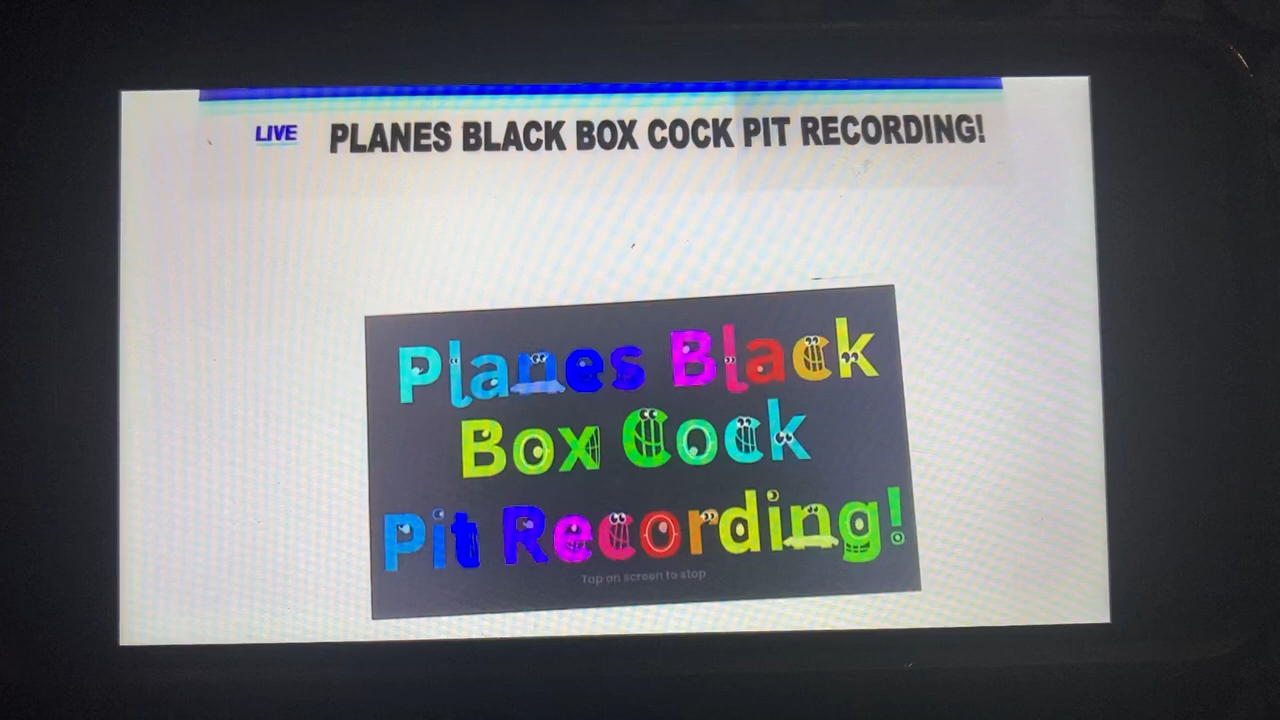 LIVE PLANES BLACK BOX COCK PIT RECORDING!
Planes Black
Box Cock
Pit Recording!
Tap on screen to stop